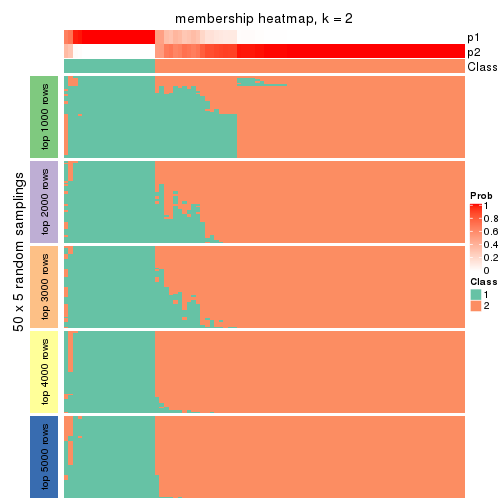 membership heatmap, k = 2
p1
p2
Class
50 x 5 random samplings
top 1000 rows
top 2000 rows
top 3000 rows
top 4000 rows
top 5000 rows
Prob
1
0.8
0.6
0.4
0.2
0
Class
1
2